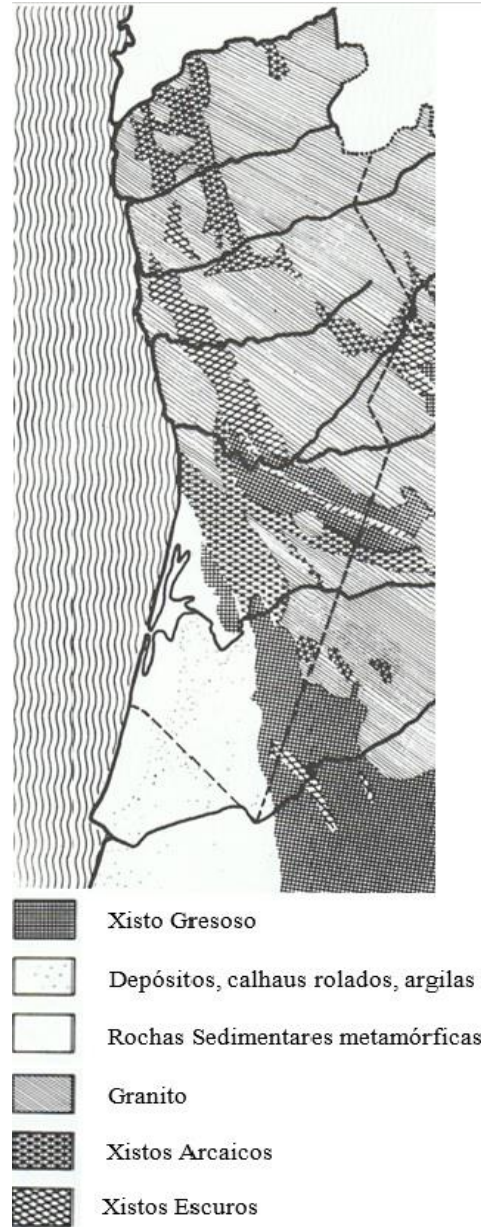 Xisto Gresoso
Depósitos, calhaus rolados, argilas
Rochas Sedimentares metamórficas
Granito
Xistos Arcaicos
Xistos Escuros